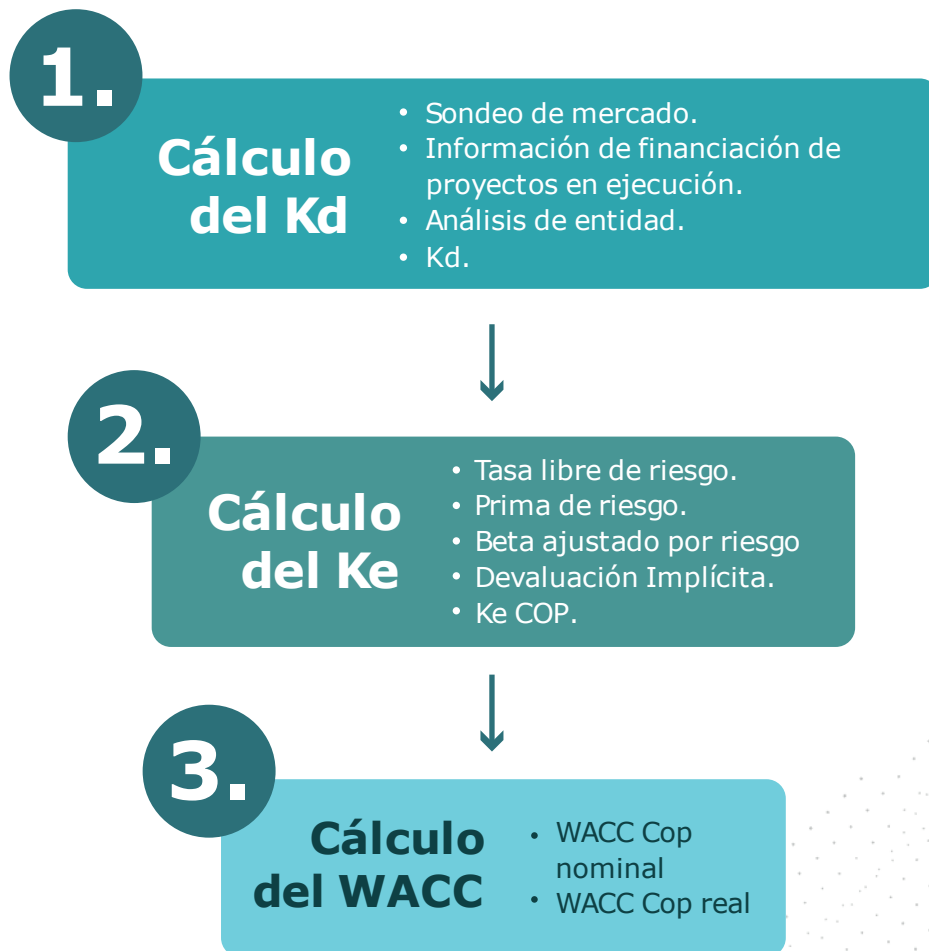 1.
Cálculo
del Kd
• Sondeo de mercado.
• Información de financiación de
proyectos en ejecución.
• Análisis de entidad.
• Kd.
2.
Cálculo
del Ke
• Tasa libre de riesgo.
• Prima de riesgo.
• Beta ajustado por riesgo
• Devaluación Implícita.
• Ke COP.
3.
Cálculo
del WACC
• WACC Cop
nominal
• WACC Cop real